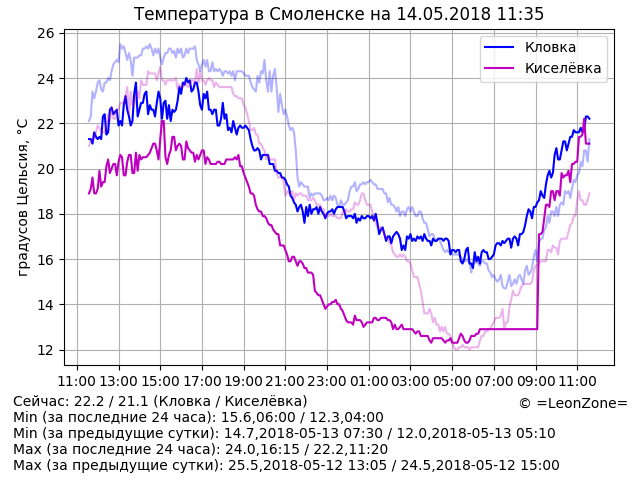 Температура в Смоленске на 14.05.2018 11:35
градусов Цельсия, °C
26
24
22
20
18
16
14
12
Кловка
Киселёвка
11:00 13:00 15:00 17:00 19:00 21:00 23:00 01:00 03:00 05:00 07:00 09:00 11:00
Сейчас: 22.2 / 21.1 (Кловка / Киселёвка)
© =LeonZone=
Min (за последние 24 часа): 15.6,06:00 / 12.3,04:00
Min (за предыдущие сутки): 14.7,2018-05-13 07:30 / 12.0,2018-05-13 05:10
Max (за последние 24 часа): 24.0,16:15 / 22.2,11:20
Max (за предыдущие сутки): 25.5,2018-05-12 13:05 / 24.5,2018-05-12 15:00